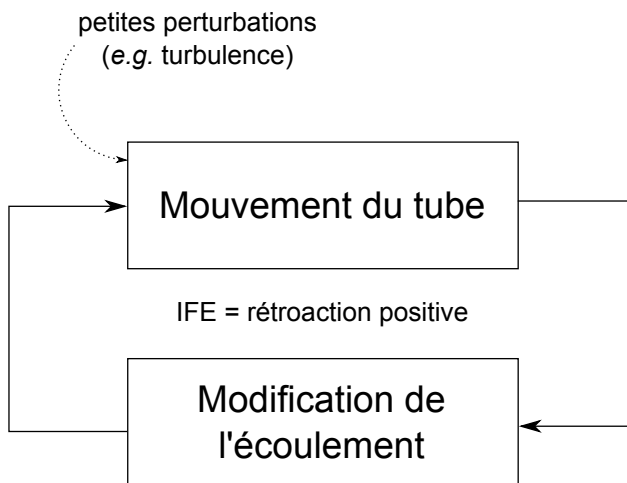 petites perturbations
(e.g. turbulence)
Mouvement du tube
IFE = rétroaction positive
Modification de
l'écoulement